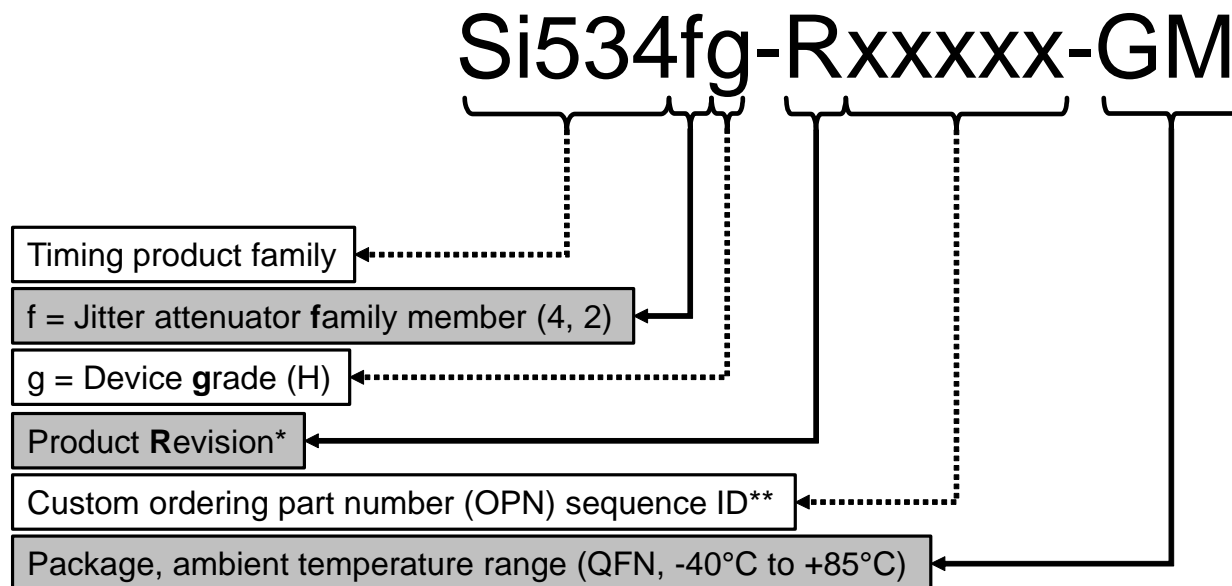 Si534fg-Rxxxxx-GM
Timing product family
f = Jitter attenuator family member (4, 2)
g = Device grade (H)
Product Revision*
Custom ordering part number (OPN) sequence ID**
Package, ambient temperature range (QFN, -40°C to +85°C)